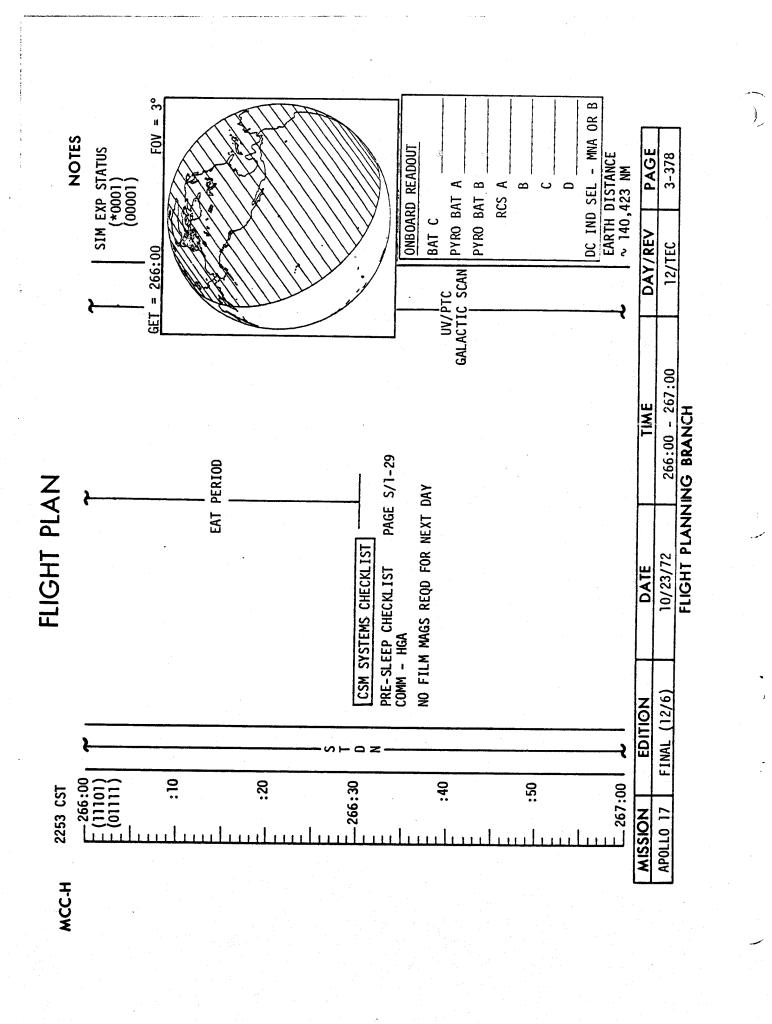 FLIGHT PLAN
MCC-H
NOTES
2253 CST
266:00
(11101)
(01111)
:10
:20
266:30
:40
:50
267:00
S
T
D
N
EAT PERIOD
CSM SYSTEMS CHECKLIST
PRE-SLEEP CHECKLIST PAGE S/1-29
COMM - HGA
NO FILM MAGS REQD FOR NEXT DAY
UV/PTC
GALACTIC SCAN
SIM EXP STATUS
(*0001)
(00001)
GET = 266:00 FOV = 3°
ONBOARD READOUT
BAT C
PYRO BAT A
PYRO BAT B
RCS A
B
C
D
DC IND SEL - MNA OR B
EARTH DISTANCE
~ 140,423 NM
MISSION EDITION DATE TIME DAY/REV PAGE
APOLLO 17 FINAL (12/6) 10/23/72 266:00 - 267:00 12/TEC 3-378
FLIGHT PLANNING BRANCH